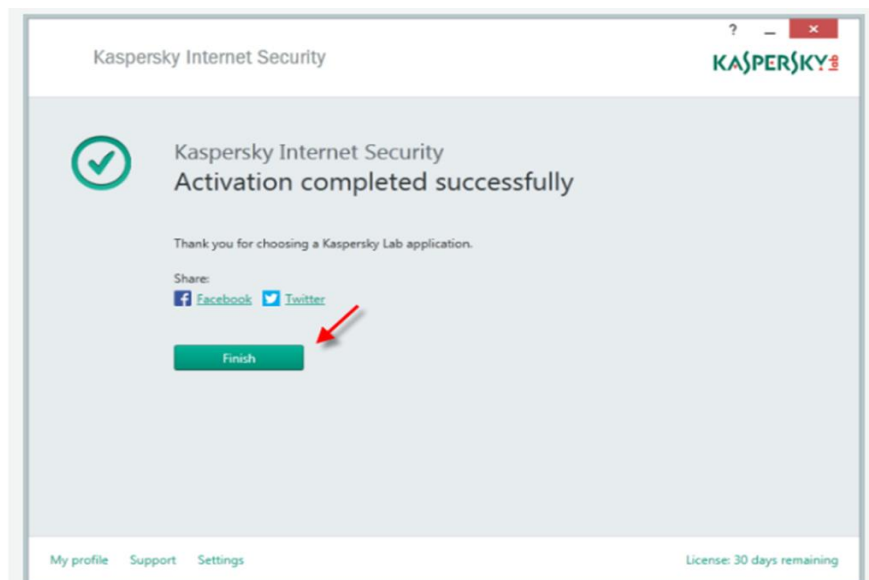 ? _ ×
Kaspersky Internet Security
KASPERSKY lab
Kaspersky Internet Security
Activation completed successfully
Thank you for choosing a Kaspersky Lab application.
Share:
Facebook Twitter
Finish
My profile Support Settings License: 30 days remaining